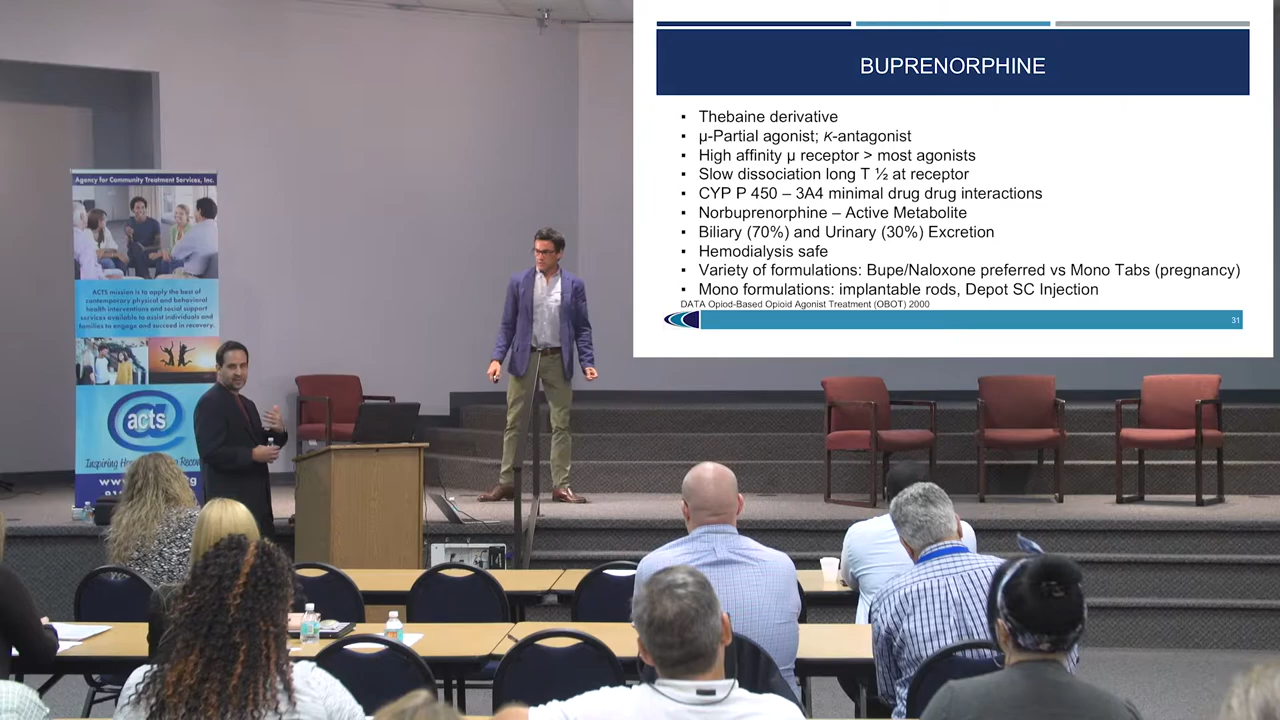 BUPRENORPHINE
▪ Thebaine derivative
▪ µ-Partial agonist; κ-antagonist
▪ High affinity µ receptor > most agonists
▪ Slow dissociation long T ½ at receptor
▪ CYP P 450 – 3A4 minimal drug drug interactions
▪ Norbuprenorphine – Active Metabolite
▪ Biliary (70%) and Urinary (30%) Excretion
▪ Hemodialysis safe
▪ Variety of formulations: Bupe/Naloxone preferred vs Mono Tabs (pregnancy)
▪ Mono formulations: implantable rods, Depot SC Injection
DATA Opiod-Based Opioid Agonist Treatment (OBOT) 2000
31
Agency for Community Treatment Services, Inc.
ACTS mission is to apply the best of
contemporary physical and behavioral
health interventions and social support
services available to assist individuals and
families to engage and succeed in recovery.
acts
Inspiring